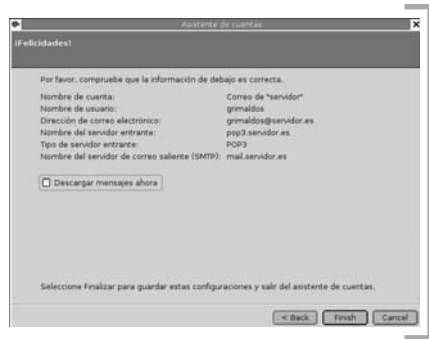 Asistente de cuentas
¡Felicidades!
Por favor, compruebe que la información de debajo es correcta.
Nombre de cuenta: Correo de "servidor"
Nombre de usuario: grimaldos
Dirección de correo electrónico: grimaldos@servidor.es
Nombre del servidor entrante: pop3.servidor.es
Tipo de servidor entrante: POP3
Nombre del servidor de correo saliente (SMTP): mail.servidor.es
Descargar mensajes ahora
Seleccione Finalizar para guardar estas configuraciones y salir del asistente de cuentas.
< Back Finish Cancel